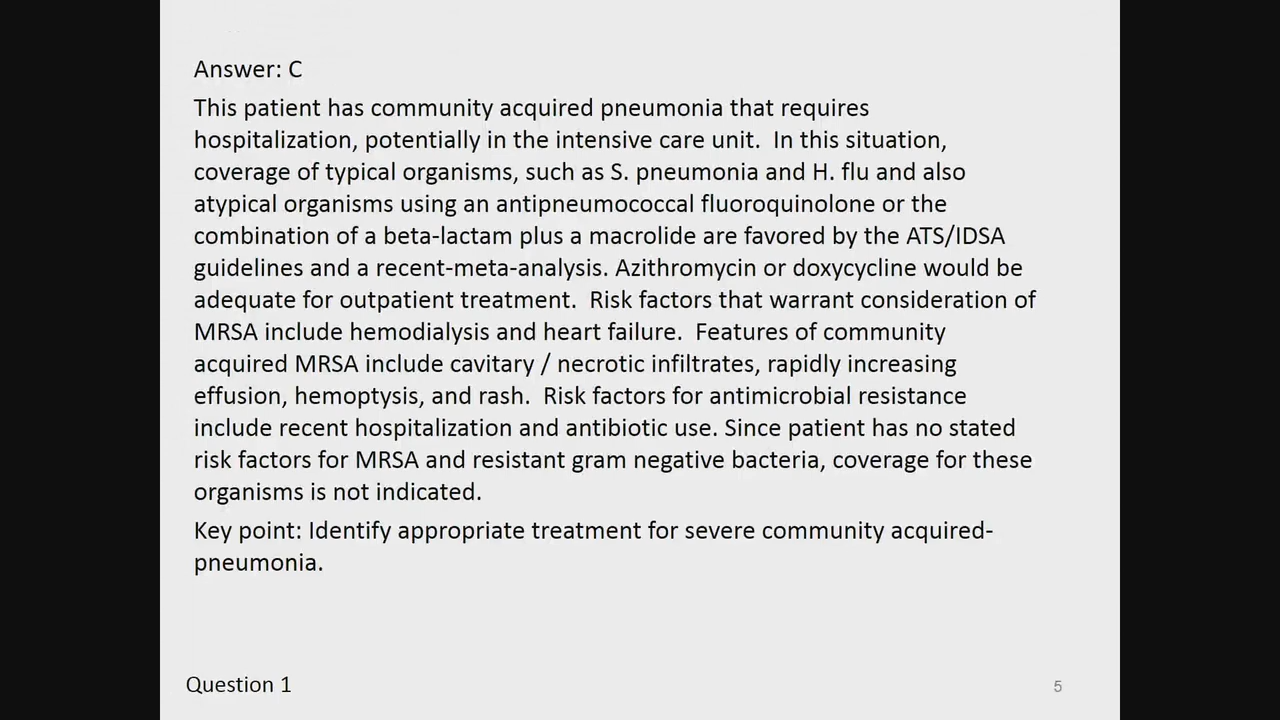 Answer: C
This patient has community acquired pneumonia that requires
hospitalization, potentially in the intensive care unit.  In this situation,
coverage of typical organisms, such as S. pneumonia and H. flu and also
atypical organisms using an antipneumococcal fluoroquinolone or the
combination of a beta-lactam plus a macrolide are favored by the ATS/IDSA
guidelines and a recent-meta-analysis. Azithromycin or doxycycline would be
adequate for outpatient treatment.  Risk factors that warrant consideration of
MRSA include hemodialysis and heart failure.  Features of community
acquired MRSA include cavitary / necrotic infiltrates, rapidly increasing
effusion, hemoptysis, and rash.  Risk factors for antimicrobial resistance
include recent hospitalization and antibiotic use. Since patient has no stated
risk factors for MRSA and resistant gram negative bacteria, coverage for these
organisms is not indicated.
Key point: Identify appropriate treatment for severe community acquired-
pneumonia.
Question 1
5